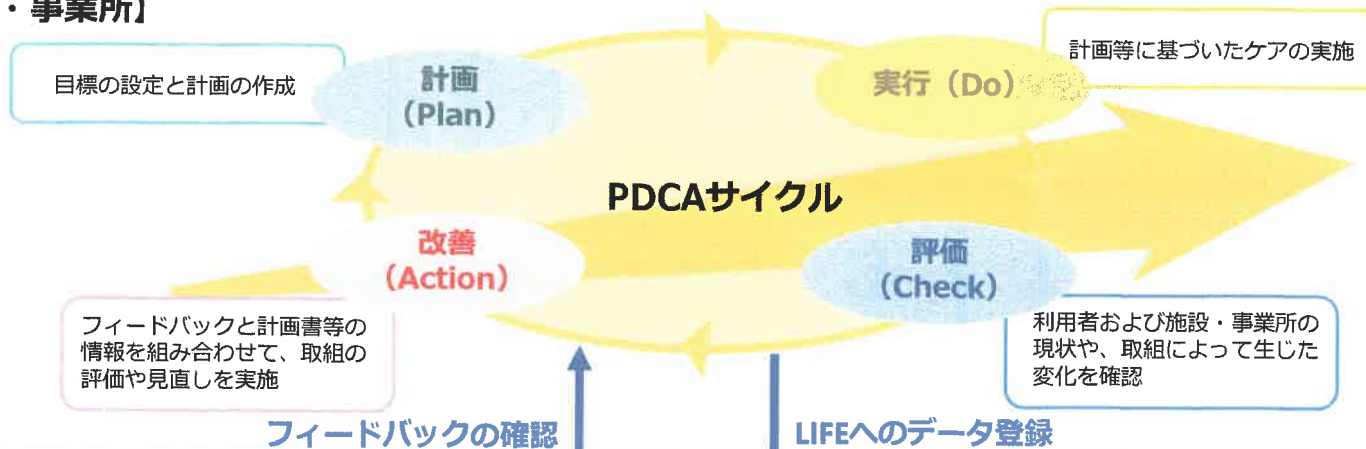 ・事業所】
目標の設定と計画の作成
計画
(Plan)
実行（Do）
計画等に基づいたケアの実施
PDCAサイクル
改善
(Action)
評価
(Check)
フィードバックと計画書等の
情報を組み合わせて、取組の
評価や見直しを実施
利用者および施設・事業所の
現状や、取組によって生じた
変化を確認
フィードバックの確認
LIFEへのデータ登録